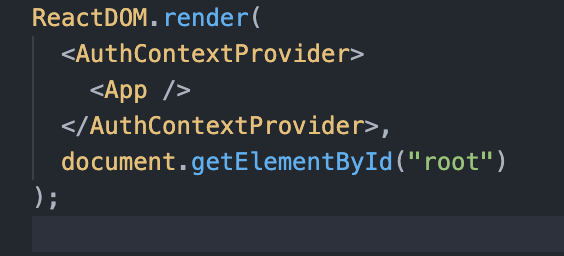 ReactDOM.render(
  <AuthContextProvider>
    <App />
  </AuthContextProvider>,
  document.getElementById("root")
);